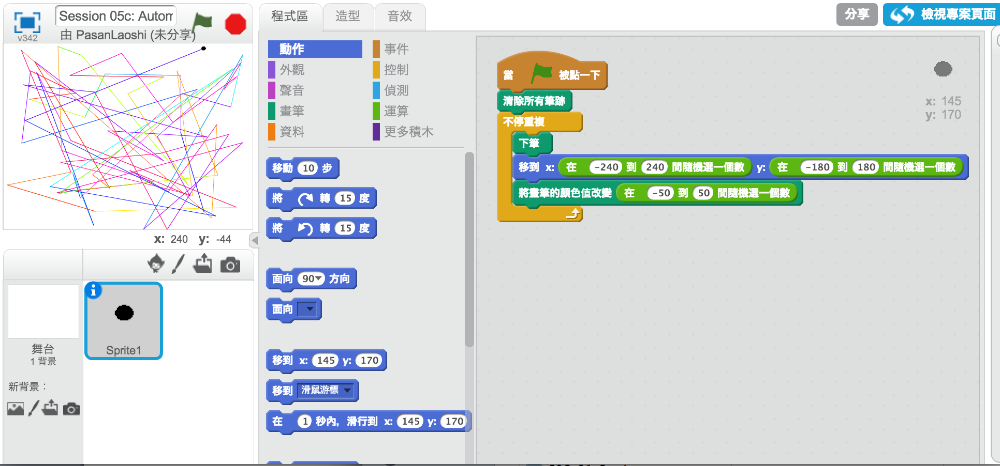 Session 05c: Autom
v342
由 PasanLaoshi (未分享)
x: 240 y: -44
舞台
1 背景
新背景：
Sprite1
程式區
造型
音效
動作
事件
外觀
控制
聲音
偵測
畫筆
運算
資料
更多積木
移動 10 步
將 轉 15 度
將 轉 15 度
面向 90 方向
面向
移到 x: 145 y: 170
移到 滑鼠游標
在 1 秒內, 滑行到 x: 145 y: 170
分享
檢視專案頁面
當 被點一下
清除所有筆跡
不停重複
下筆
移到 x: 在 -240 到 240 間隨機選一個數 y: 在 -180 到 180 間隨機選一個數
將畫筆的顏色值改變 在 -50 到 50 間隨機選一個數
x: 145
y: 170